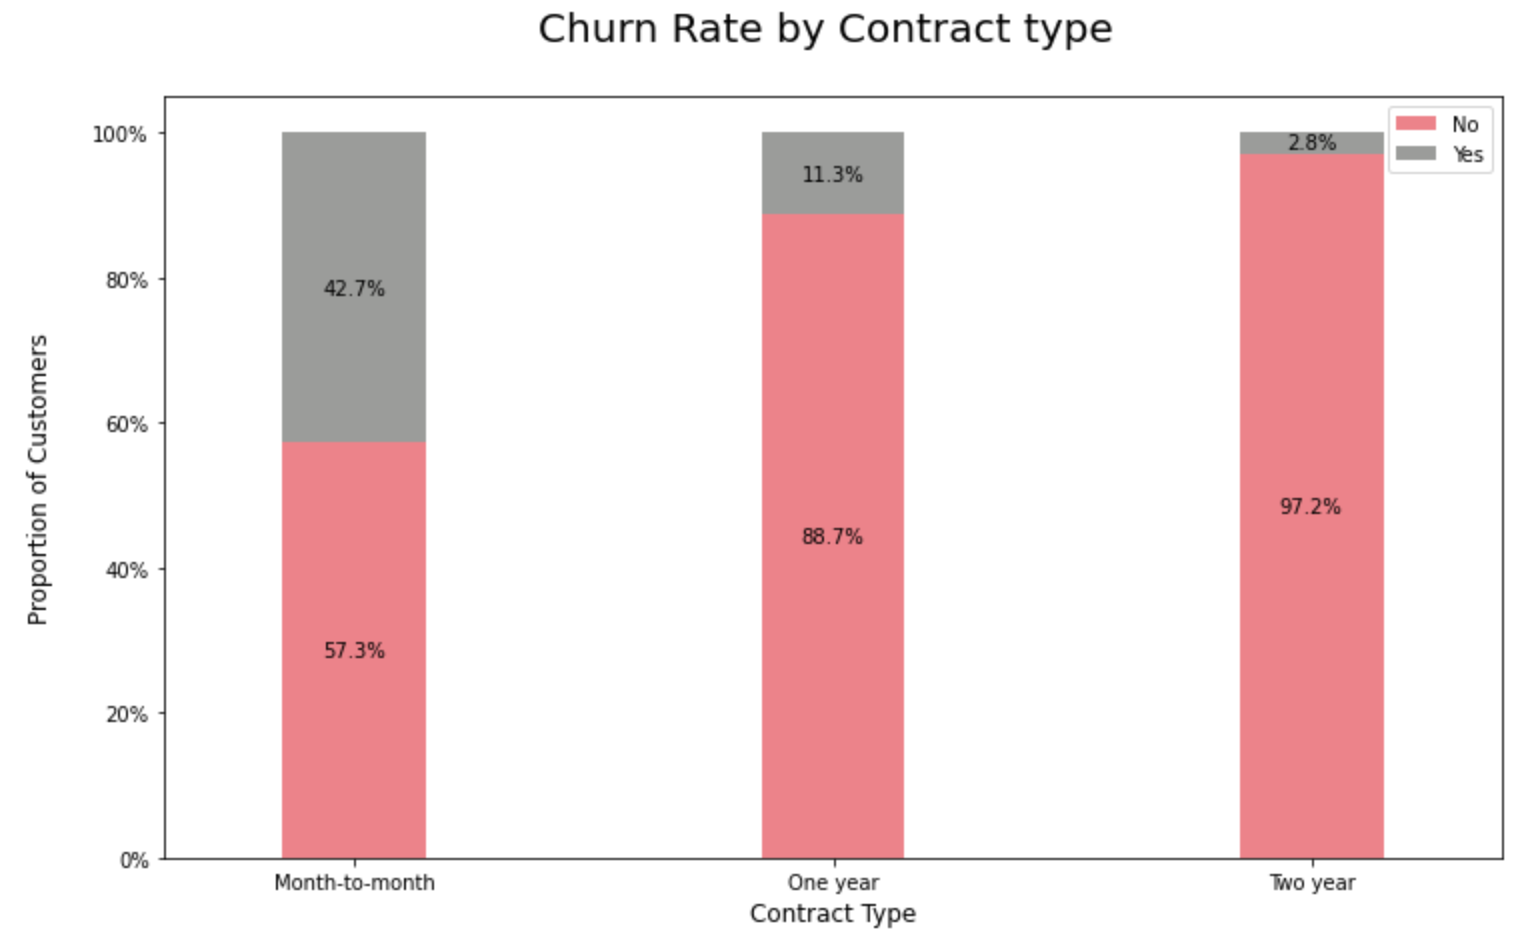 Churn Rate by Contract type
No
Yes
100%
80%
60%
40%
20%
0%
Proportion of Customers
42.7%
57.3%
11.3%
88.7%
2.8%
97.2%
Month-to-month
One year
Two year
Contract Type